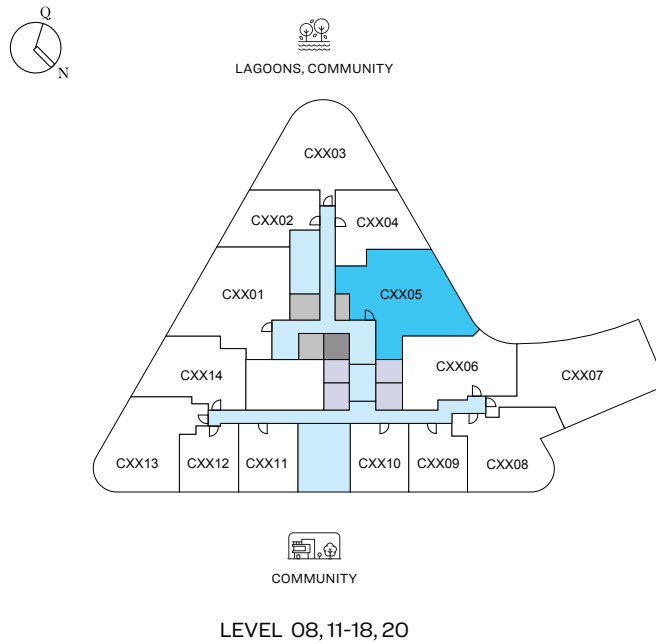 Q
N
LAGOONS, COMMUNITY
CXX03
CXX02
CXX04
CXX01
CXX05
CXX14
CXX06
CXX07
CXX13
CXX12
CXX11
CXX10
CXX09
CXX08
COMMUNITY
LEVEL 08, 11-18, 20